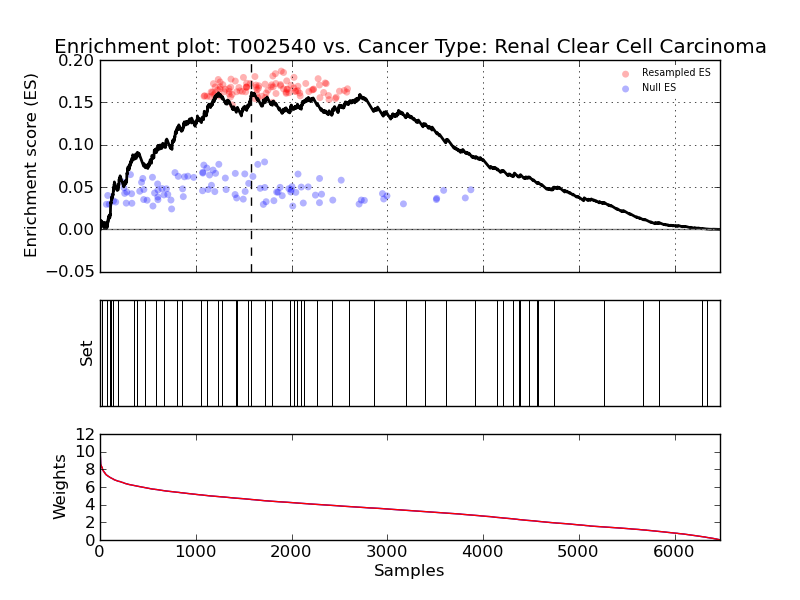 Enrichment plot: T002540 vs. Cancer Type: Renal Clear Cell Carcinoma
Enrichment score (ES)
0.20
0.15
0.10
0.05
0.00
−0.05
Resampled ES
Null ES
Set
Weights
12
10
8
6
4
2
0
0 1000 2000 3000 4000 5000 6000
Samples